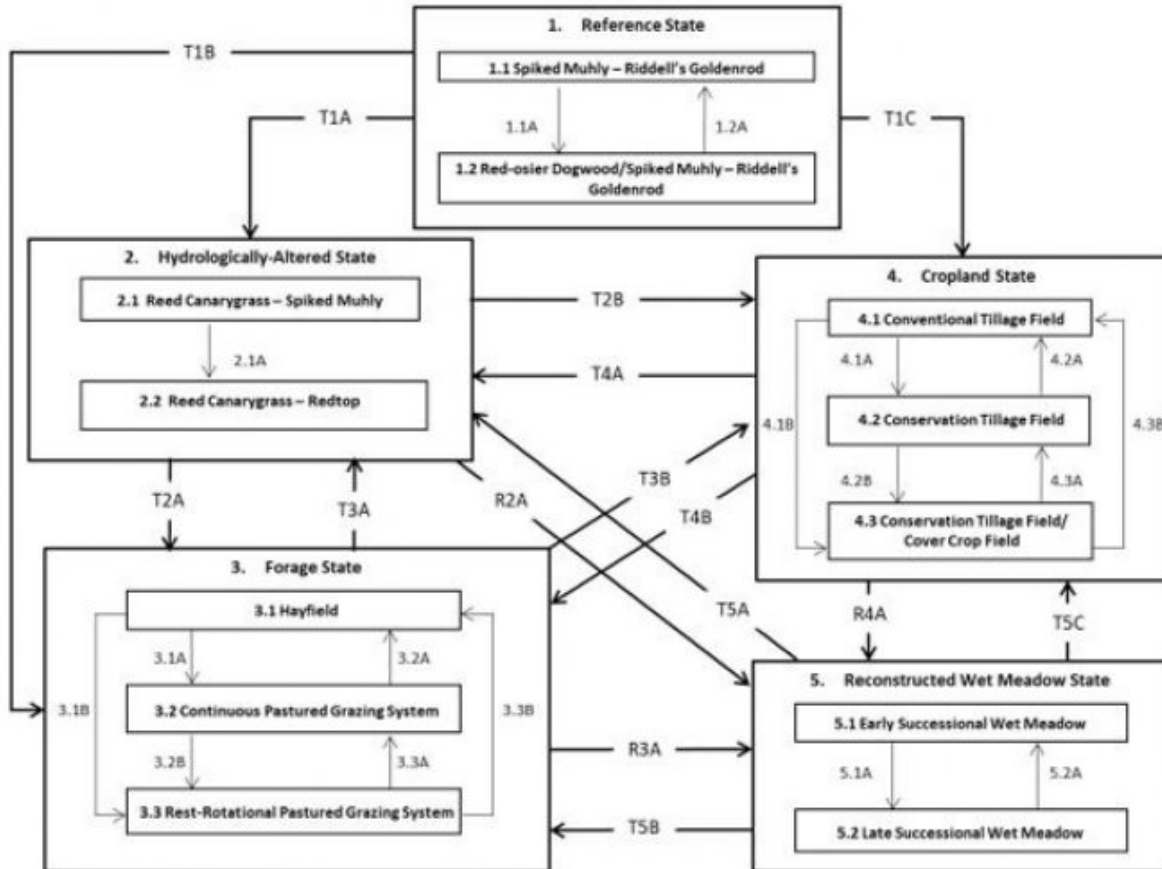 1. Reference State
T1B
1.1 Spiked Muhly – Riddell's Goldenrod
T1A
1.1A
1.2A
T1C
1.2 Red-osier Dogwood/Spiked Muhly – Riddell's
Goldenrod
2. Hydrologically-Altered State
2.1 Reed Canarygrass – Spiked Muhly
2.1A
2.2 Reed Canarygrass – Redtop
T2B
T4A
4. Cropland State
4.1 Conventional Tillage Field
4.1A
4.2A
4.2 Conservation Tillage Field
4.1B
4.3B
4.2B
4.3A
4.3 Conservation Tillage Field/
Cover Crop Field
T2A
T3A
R2A
T3B
T4B
3. Forage State
3.1 Hayfield
3.1A
3.2A
3.1B
3.2 Continuous Pastured Grazing System
3.3B
3.2B
3.3A
3.3 Rest-Rotational Pastured Grazing System
T5A
R4A
T5C
R3A
T5B
5. Reconstructed Wet Meadow State
5.1 Early Successional Wet Meadow
5.1A
5.2A
5.2 Late Successional Wet Meadow